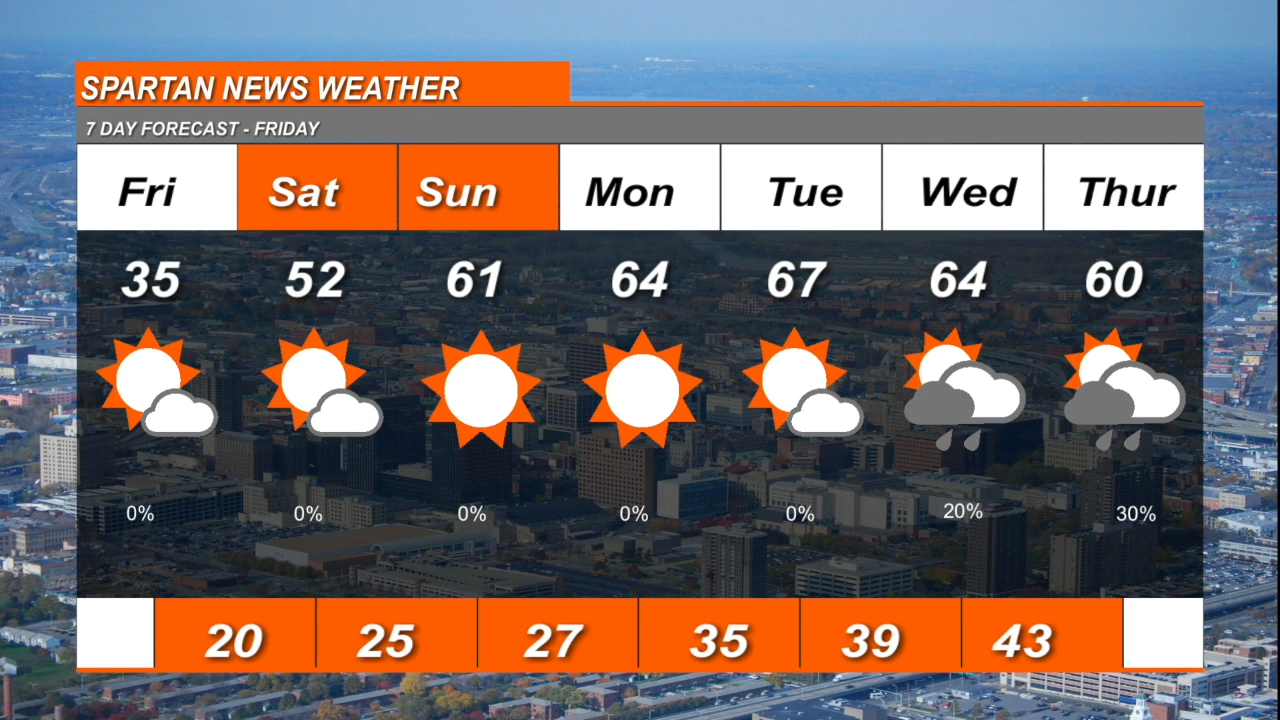 SPARTAN NEWS WEATHER
7 DAY FORECAST - FRIDAY
Fri Sat Sun Mon Tue Wed Thur
35 52 61 64 67 64 60
0% 0% 0% 0% 0% 20% 30%
20 25 27 35 39 43